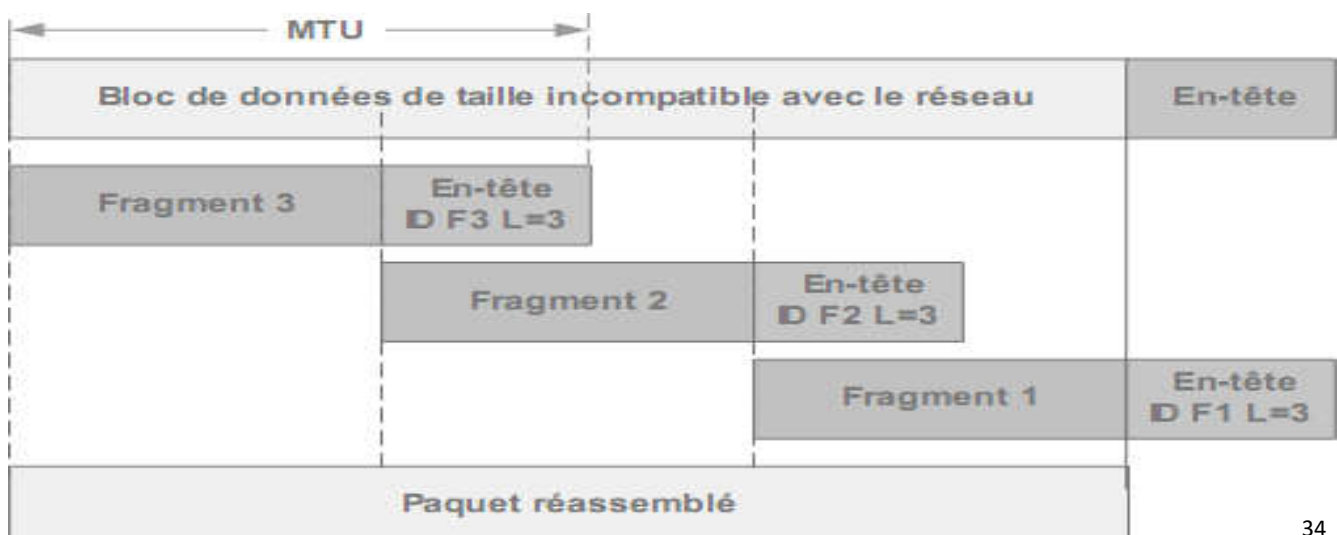 MTU
Bloc de données de taille incompatible avec le réseau
En-tête
Fragment 3
En-tête
ID F3 L=3
Fragment 2
En-tête
ID F2 L=3
Fragment 1
En-tête
ID F1 L=3
Paquet réassemblé
34